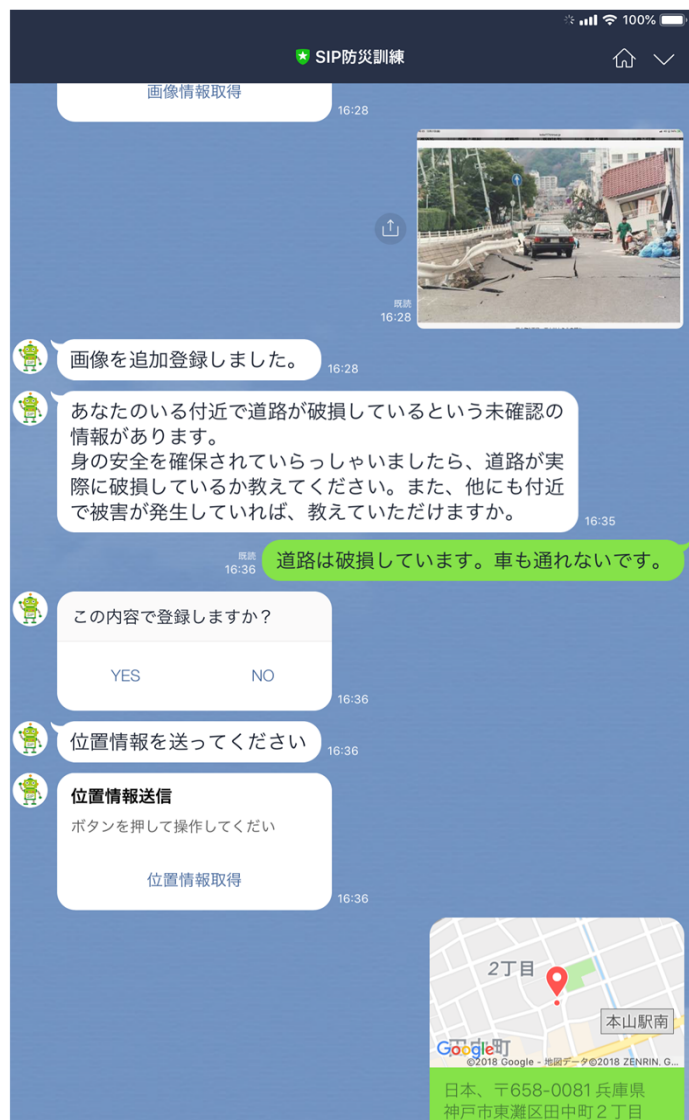 100%
SIP防災訓練
画像情報取得
16:28
既読
16:28
画像を追加登録しました。
16:28
あなたのいる付近で道路が破損しているという未確認の
情報があります。
身の安全を確保されていらっしゃいましたら、道路が実
際に破損しているか教えてください。また、他にも付近
で被害が発生していれば、教えていただけますか。
16:35
既読
16:36
道路は破損しています。車も通れないです。
この内容で登録しますか？
YES NO
16:36
位置情報を送ってください
16:36
位置情報送信
ボタンを押して操作してくだい
位置情報取得
16:36
2丁目
本山駅南
Google
©2018 Google - 地図データ©2018 ZENRIN, G...
日本、〒658-0081 兵庫県
神戸市東灘区田中町２丁目